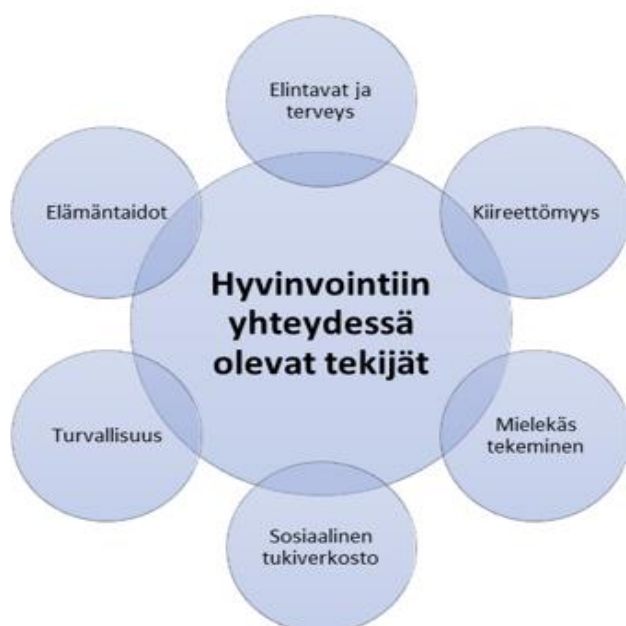 Elintavat ja
terveys
Elämäntaidot
Kiireettömyys
Hyvinvointiin
yhteydessä
olevat tekijät
Turvallisuus
Mielekäs
tekeminen
Sosiaalinen
tukiverkosto